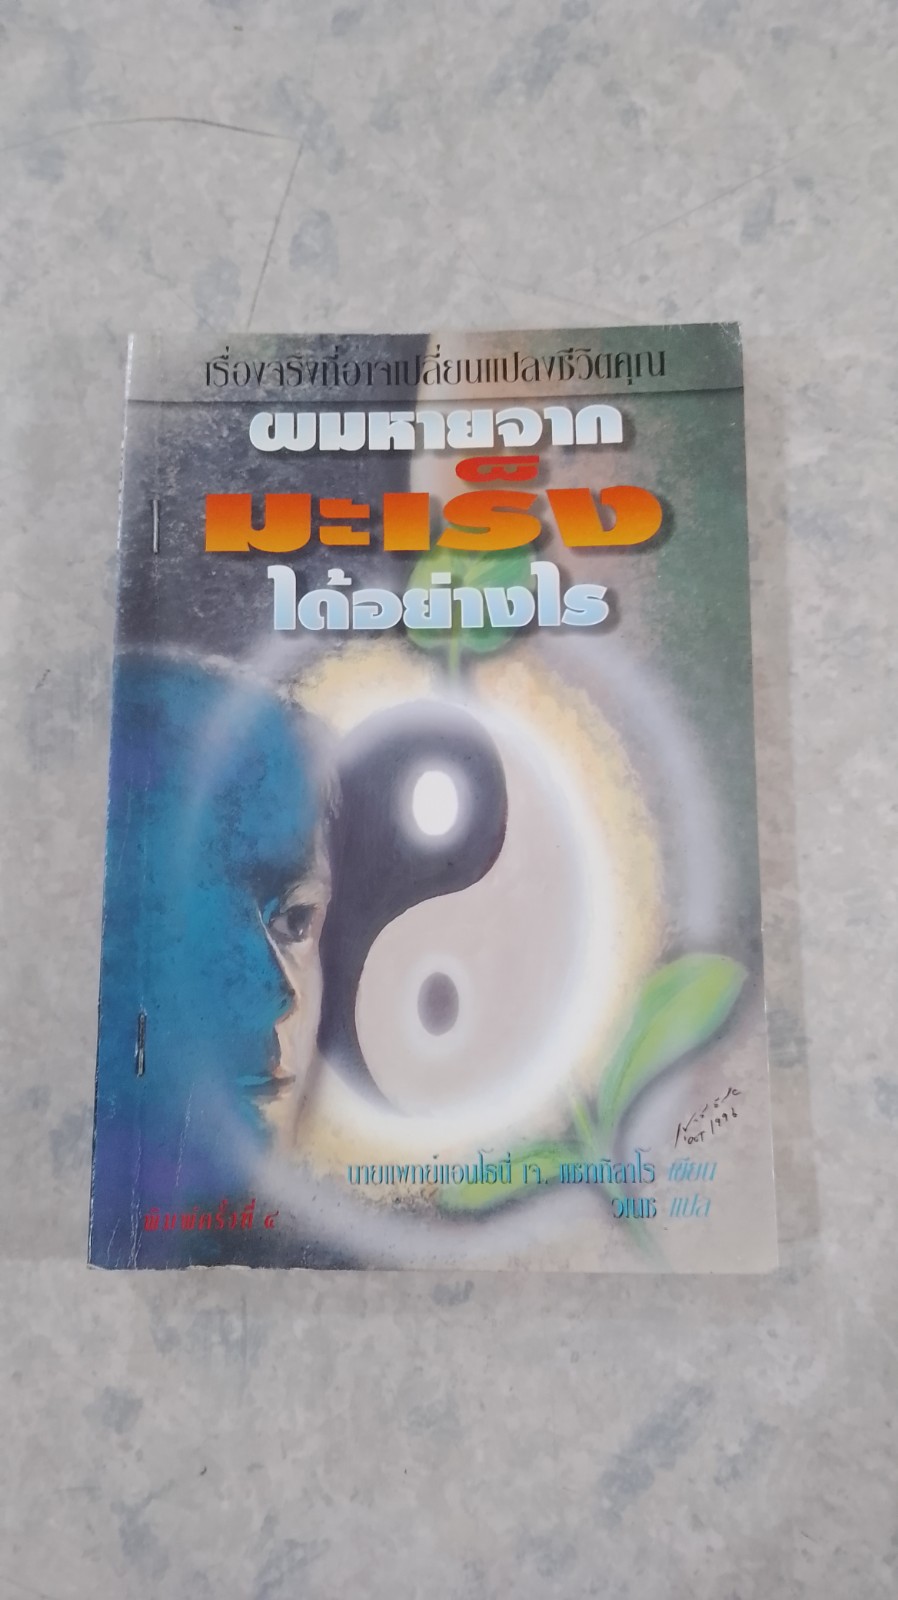 เรื่องจริงที่อาจเปลี่ยนแปลงชีวิตคุณ
ผมหายจาก
มะเร็ง
ได้อย่างไร
OCT 1996
นายแพทย์แอนโธนี่ เจ. แซททิลาโร เขียน
วเนช แปล
พิมพ์ครั้งที่ ๔